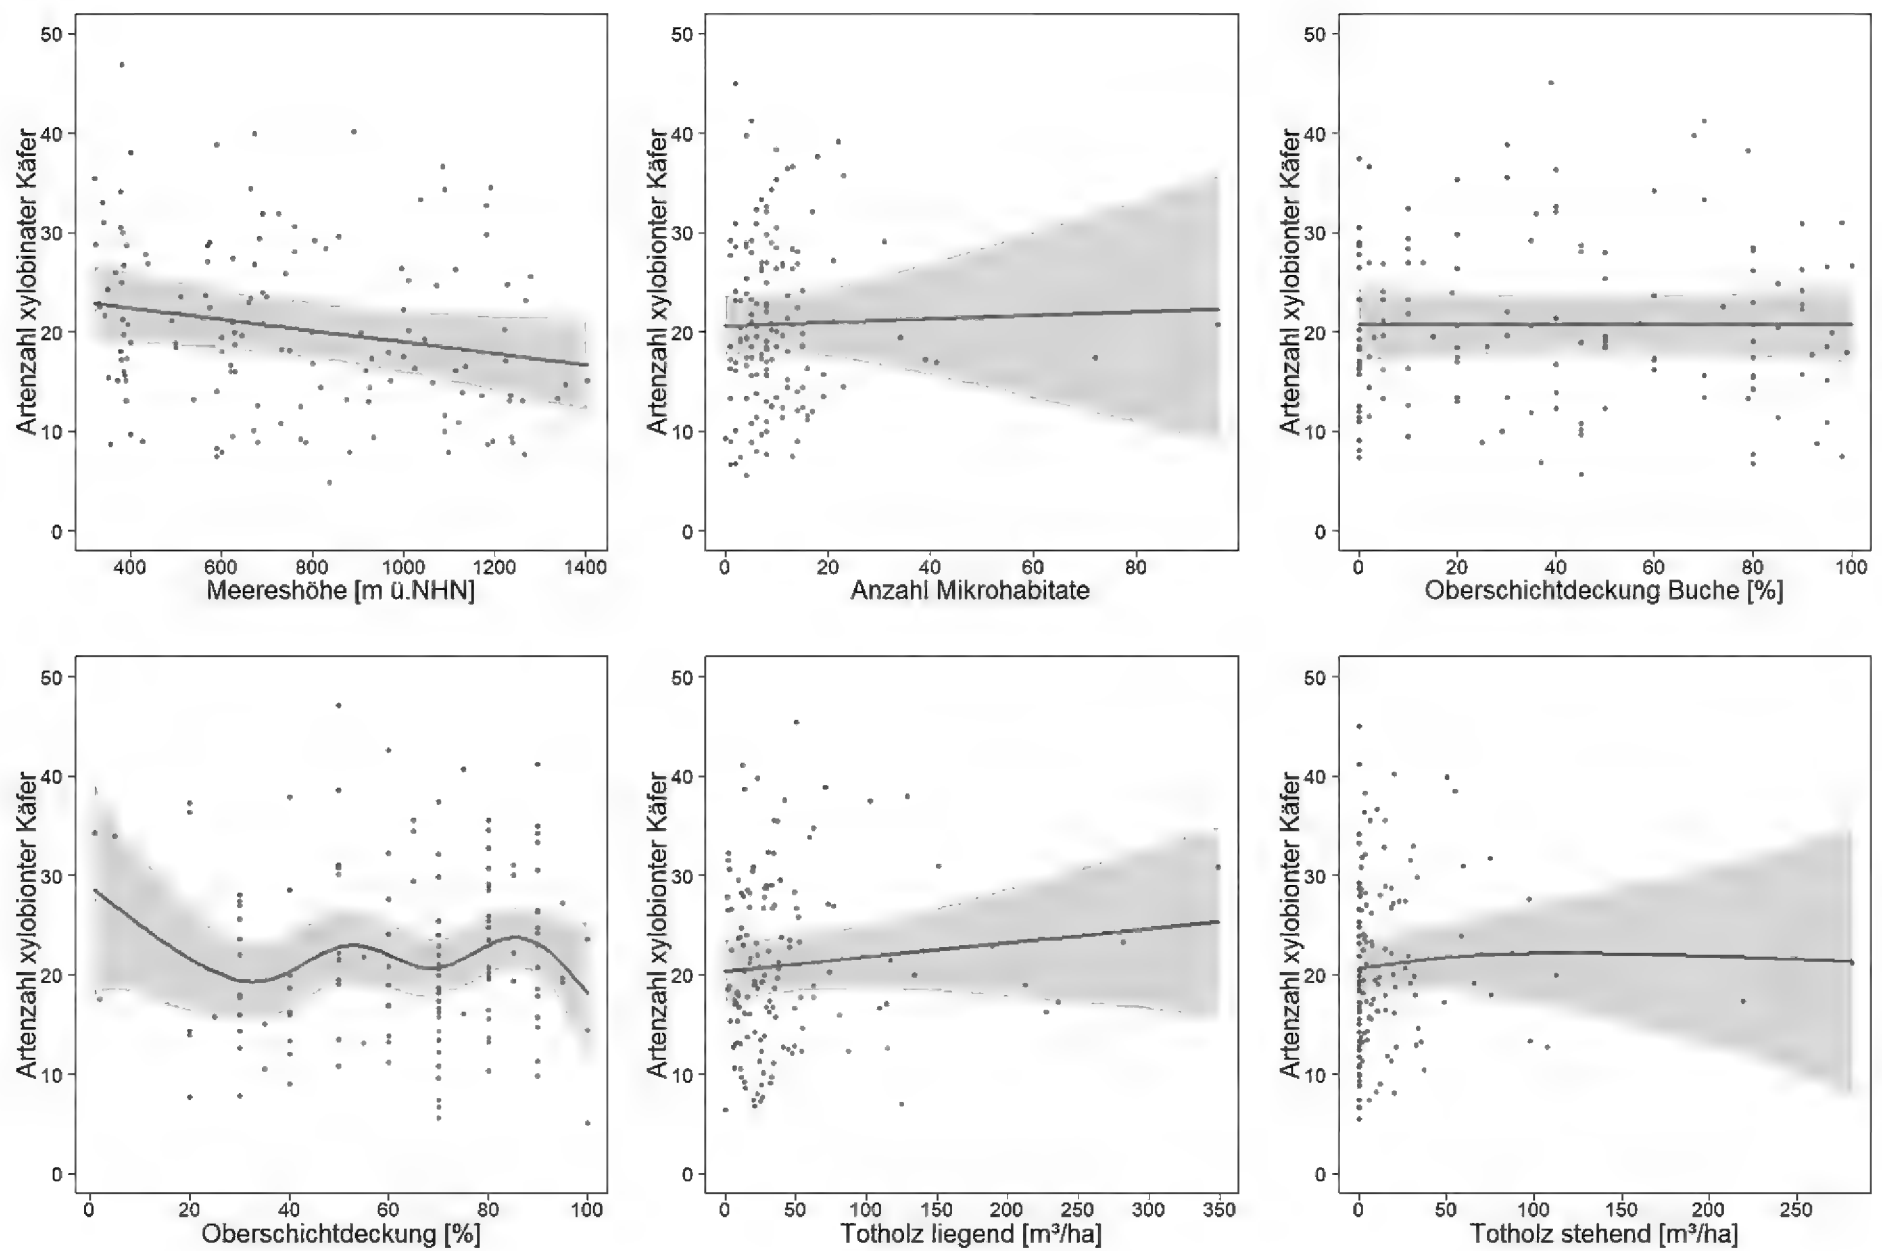 50
40
30
20
10
0
Artenzahl xylobinater Käfer
400 600 800 1000 1200 1400
Meereshöhe [m ü.NHN]
50
40
30
20
10
0
Artenzahl xylobionter Käfer
0 20 40 60 80
Anzahl Mikrohabitate
50
40
30
20
10
0
Artenzahl xylobionter Käfer
0 20 40 60 80 100
Oberschichtdeckung Buche [%]
50
40
30
20
10
0
Artenzahl xylobionter Käfer
0 20 40 60 80 100
Oberschichtdeckung [%]
50
40
30
20
10
0
Artenzahl xylobionter Käfer
0 50 100 150 200 250 300 350
Totholz liegend [m³/ha]
50
40
30
20
10
0
Artenzahl xylobionter Käfer
0 50 100 150 200 250
Totholz stehend [m³/ha]